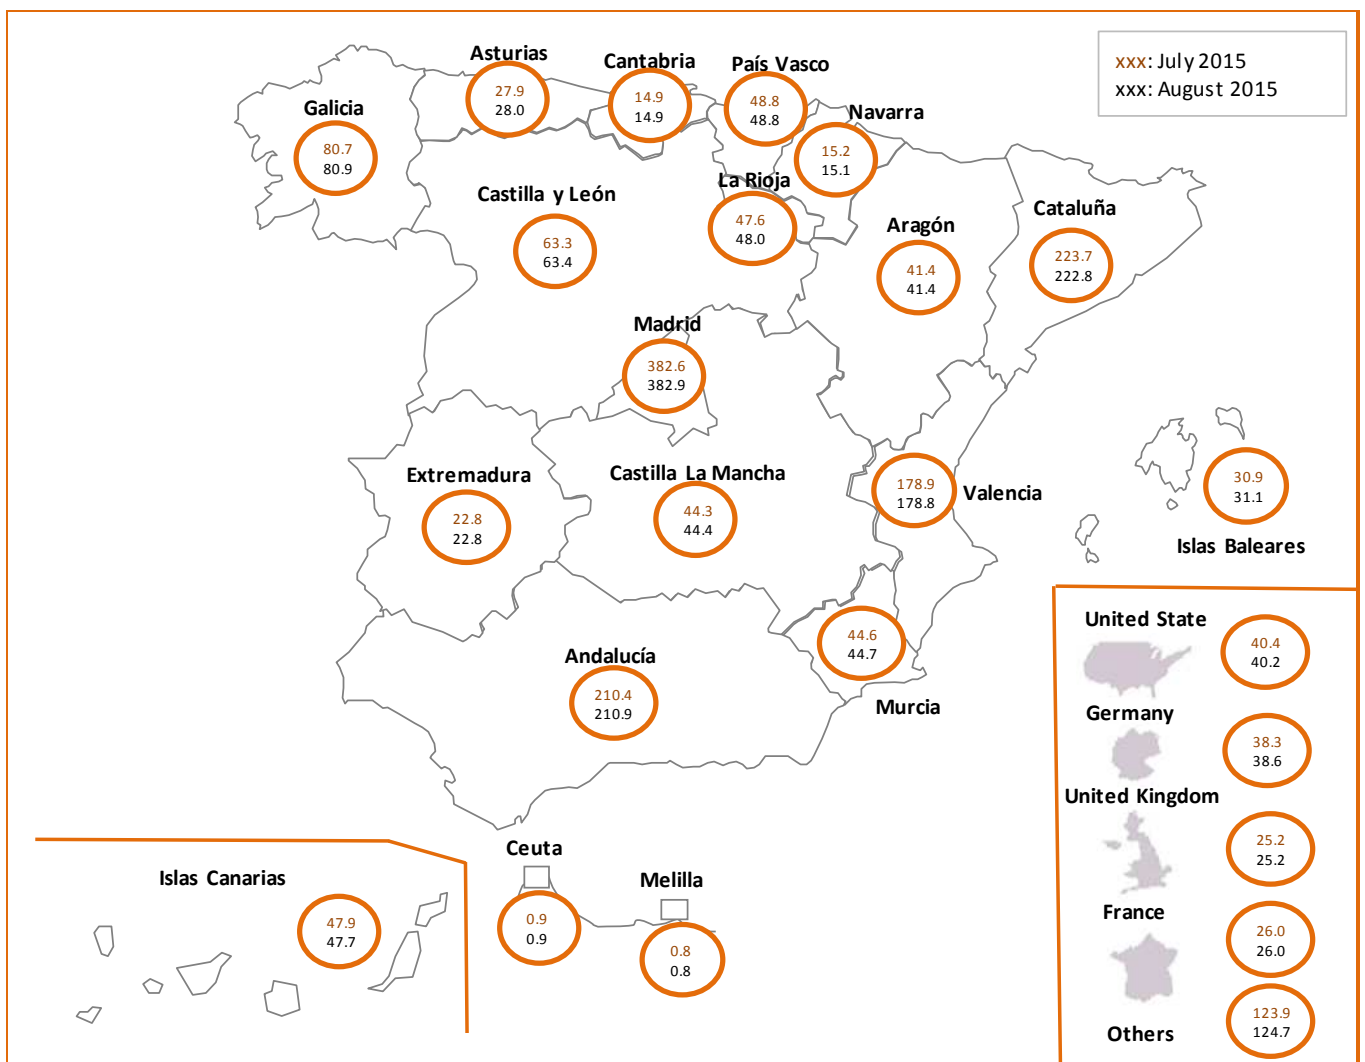 xxx: July 2015
xxx: August 2015
Asturias
27.9
28.0
Cantabria
14.9
14.9
País Vasco
48.8
48.8
Navarra
15.2
15.1
Galicia
80.7
80.9
Castilla y León
63.3
63.4
La Rioja
47.6
48.0
Aragón
41.4
41.4
Cataluña
223.7
222.8
Madrid
382.6
382.9
Extremadura
22.8
22.8
Castilla La Mancha
44.3
44.4
178.9
178.8
Valencia
30.9
31.1
Islas Baleares
Andalucía
210.4
210.9
44.6
44.7
Murcia
United State
40.4
40.2
Germany
38.3
38.6
United Kingdom
25.2
25.2
France
26.0
26.0
Others
123.9
124.7
Islas Canarias
47.9
47.7
Ceuta
0.9
0.9
Melilla
0.8
0.8